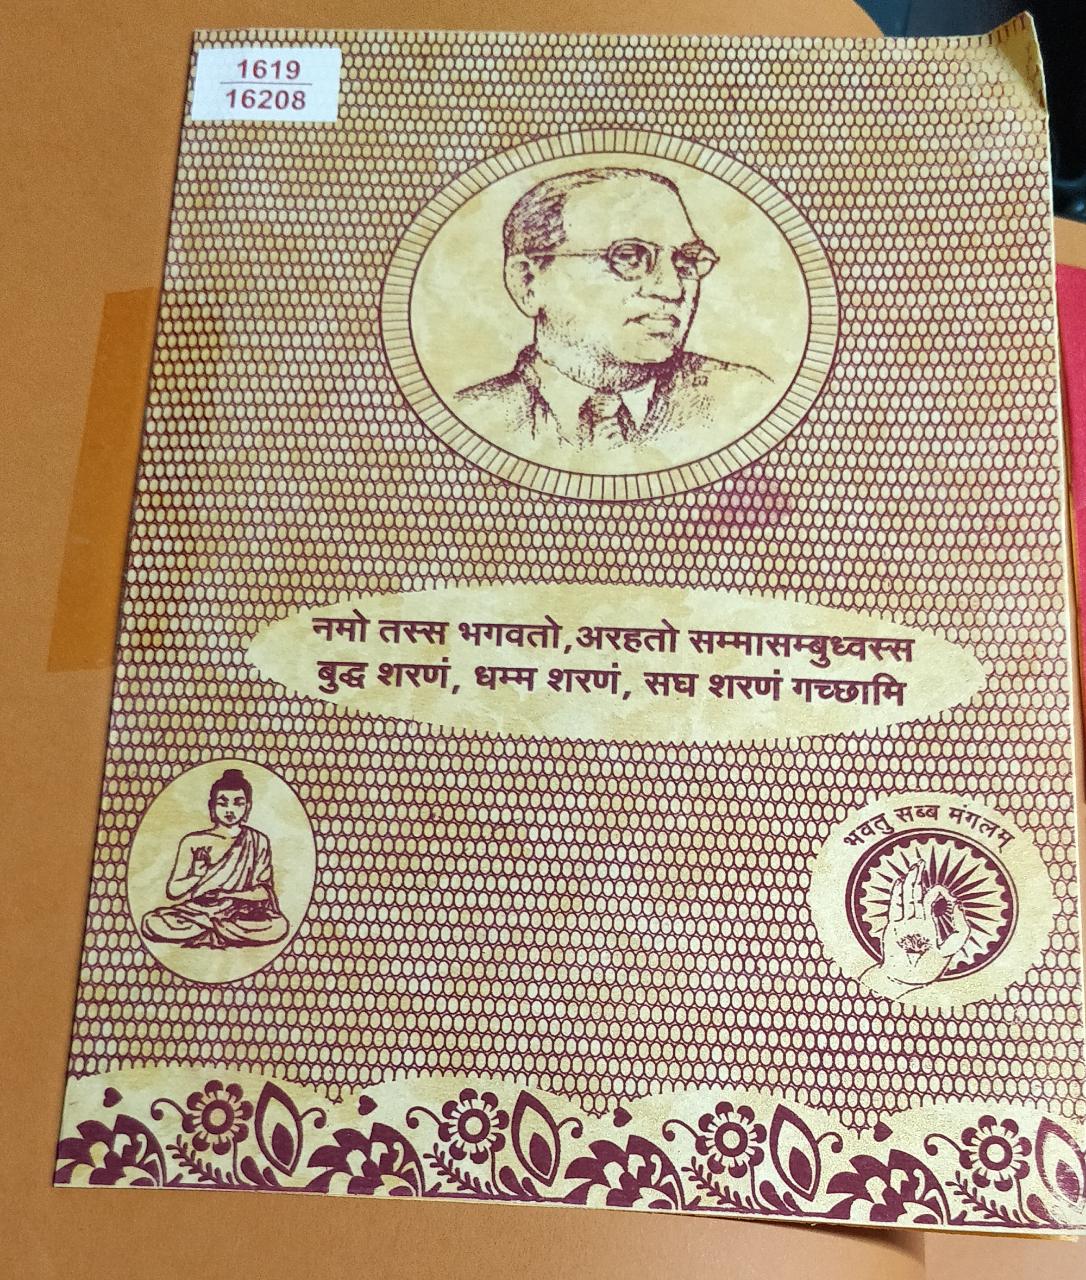 1619
16208
नमो तस्स भगवतो,अरहतो सम्मासम्बुध्वस्स
बुद्ध शरणं, धम्म शरणं, सघ शरणं गच्छामि
भवतु सब्ब मंगलम